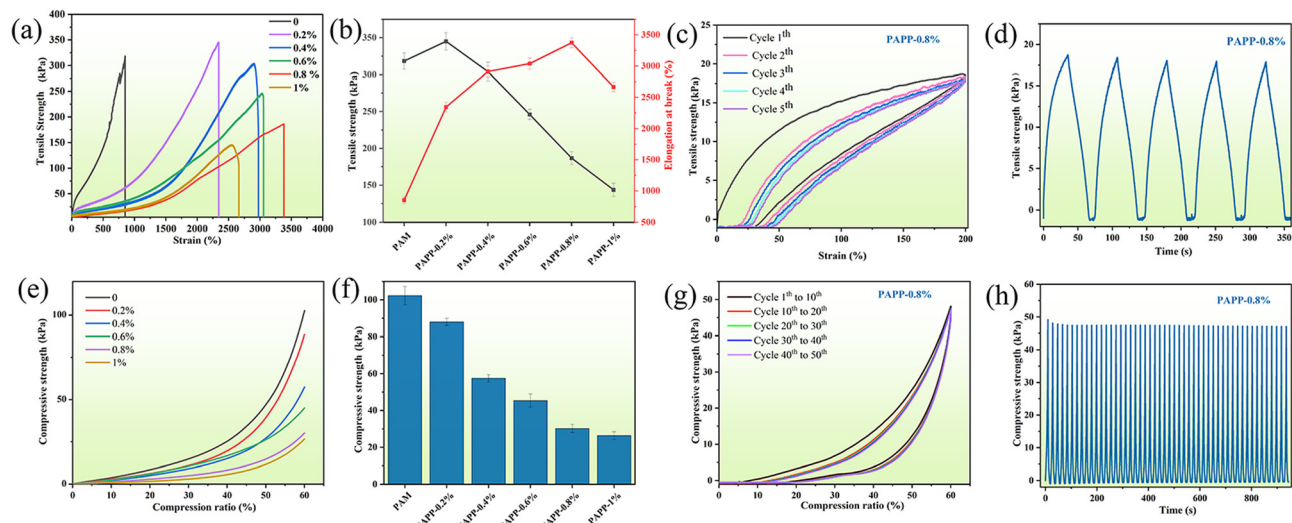 (a)
Tensile Strength (kPa)
400
350
300
250
200
150
100
50
0
0.2%
0.4%
0.6%
0.8 %
1%
0 500 1000 1500 2000 2500 3000 3500 4000
Strain (%)
(b)
Tensile strength (kPa)
350
300
250
200
150
100
3500
3000
2500
2000
1500
1000
500
Elongation at break (%)
PAM PAPP-0.2% PAPP-0.4% PAPP-0.6% PAPP-0.8% PAPP-1%
(c)
PAPP-0.8%
Cycle 1th
Cycle 2th
Cycle 3th
Cycle 4th
Cycle 5th
Tensile strength (kPa)
25
20
15
10
5
0
0 50 100 150 200
Strain (%)
(d)
PAPP-0.8%
Tensile strength (kPa)
20
15
10
5
0
0 50 100 150 200 250 300 350
Time (s)
(e)
0
0.2%
0.4%
0.6%
0.8%
1%
Compressive strength (kPa)
100
75
50
25
0
0 10 20 30 40 50 60
Compression ratio (%)
(f)
Compressive strength (kPa)
100
80
60
40
20
0
PAM PAPP-0.2% PAPP-0.4% PAPP-0.6% PAPP-0.8% PAPP-1%
(g)
PAPP-0.8%
Cycle 1th to 10th
Cycle 10th to 20th
Cycle 20th to 30th
Cycle 30th to 40th
Cycle 40th to 50th
Compressive strength (kPa)
50
40
30
20
10
0
0 10 20 30 40 50 60
Compression ratio (%)
(h)
PAPP-0.8%
Compressive strength (kPa)
60
50
40
30
20
10
0
200 400 600 800
Time (s)